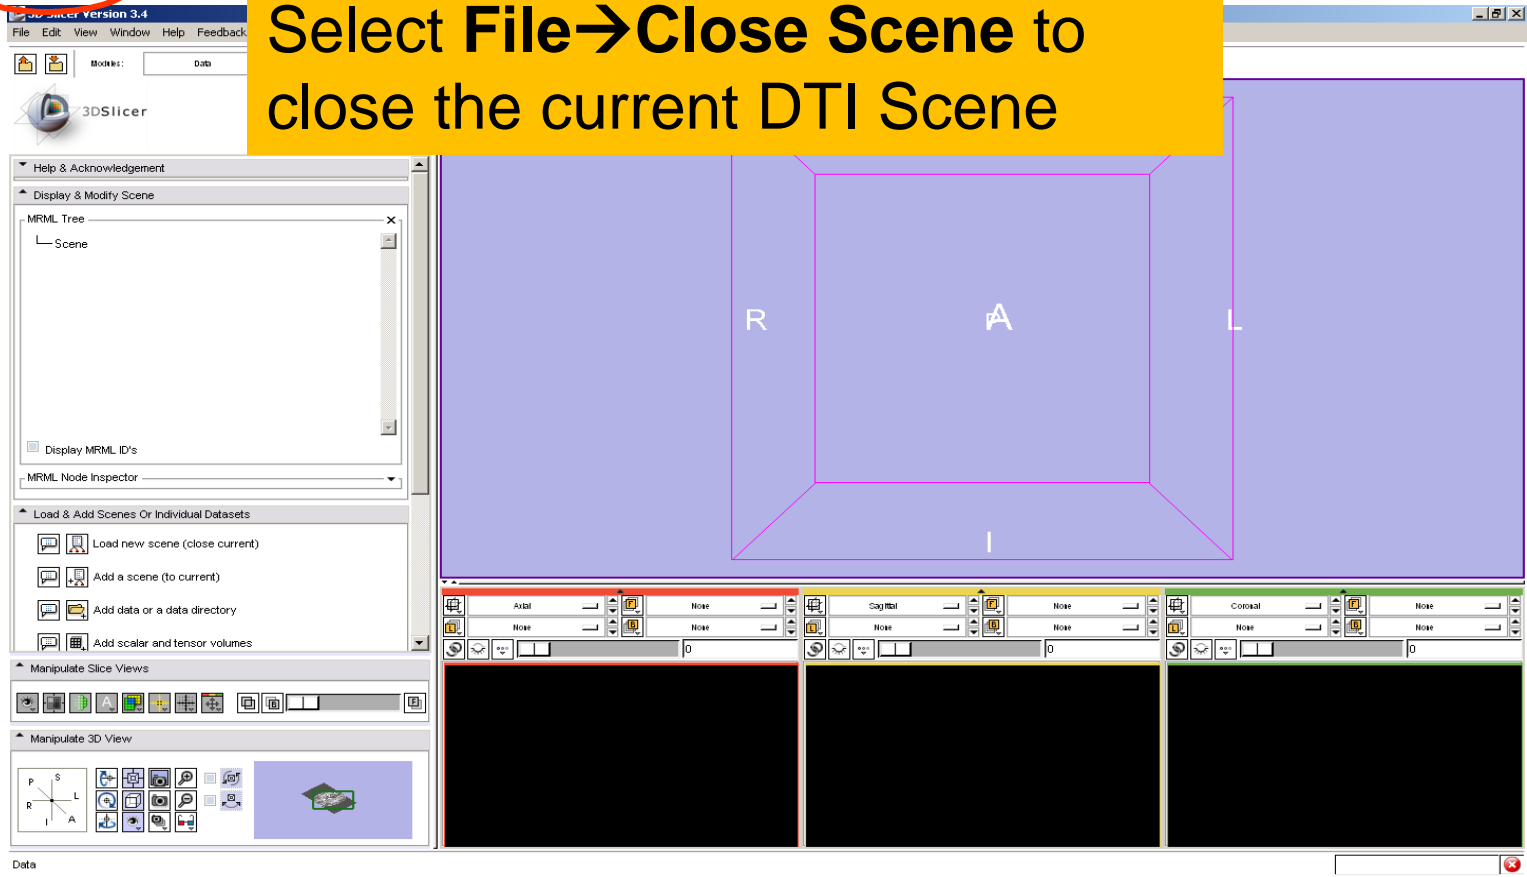 3D Slicer Version 3.4
Select File→Close Scene to
close the current DTI Scene
File Edit View Window Help Feedback
Modules: Data
3DSlicer
Help & Acknowledgement
Display & Modify Scene
MRML Tree
Scene
Display MRML ID's
MRML Node Inspector
Load & Add Scenes Or Individual Datasets
Load new scene (close current)
Add a scene (to current)
Add data or a data directory
Add scalar and tensor volumes
Manipulate Slice Views
Manipulate 3D View
P S
R L
I A
R A P L
I
Axial None
None None
0
Sagittal None
None None
0
Coronal None
None None
0
Data